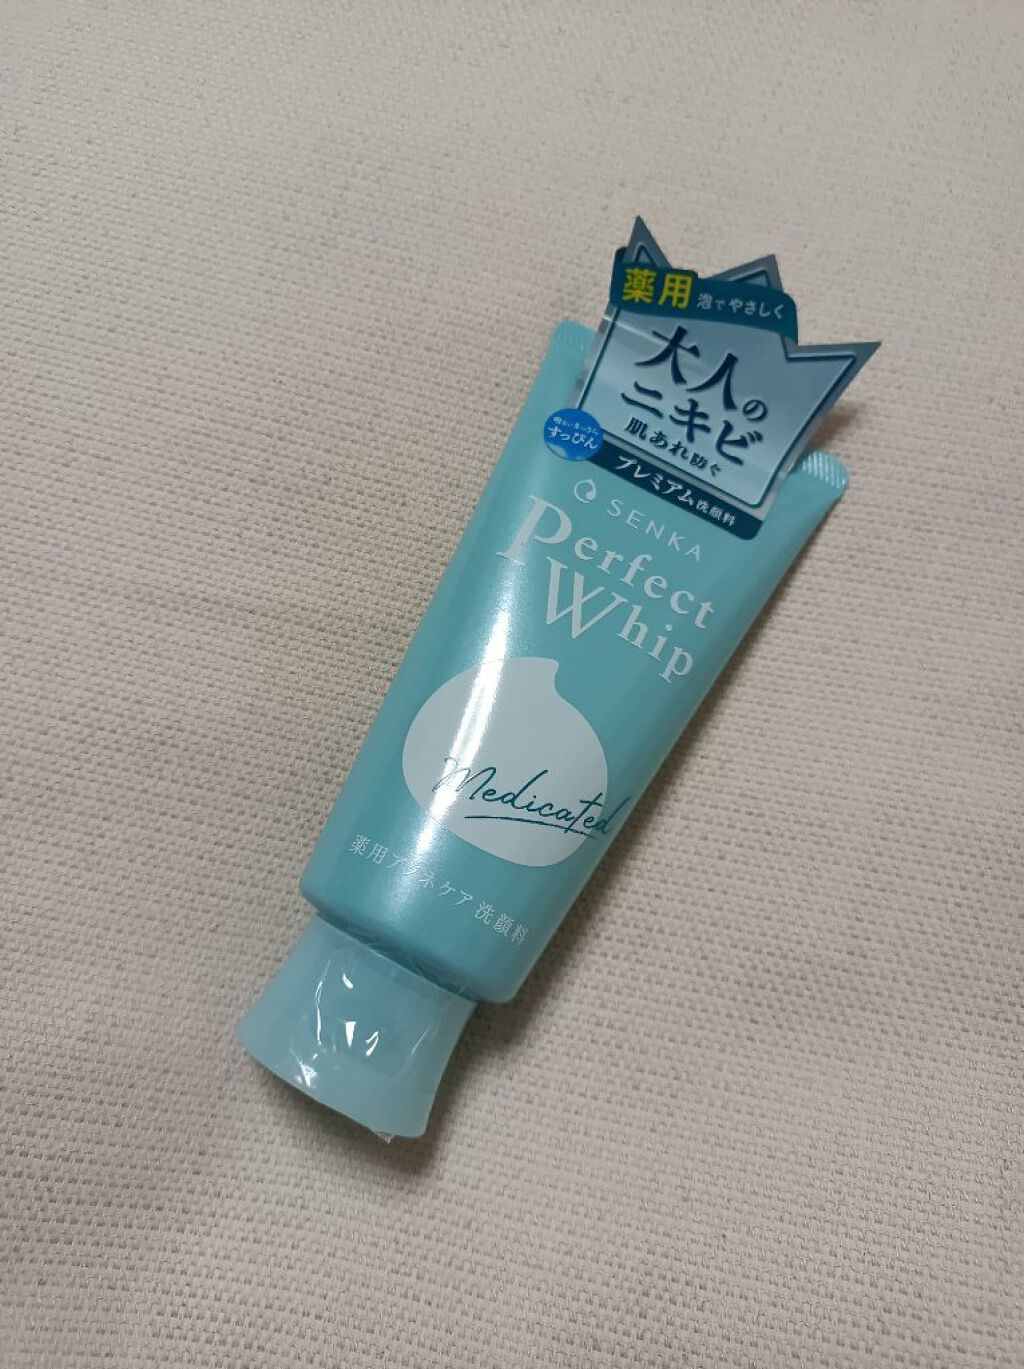 薬用 泡でやさしく
大人の
ニキビ
肌あれ防ぐ
すっぴん
プレミアム洗顔料
SENKA
Perfect
Whip
Medicated
薬用アクネケア洗顔料